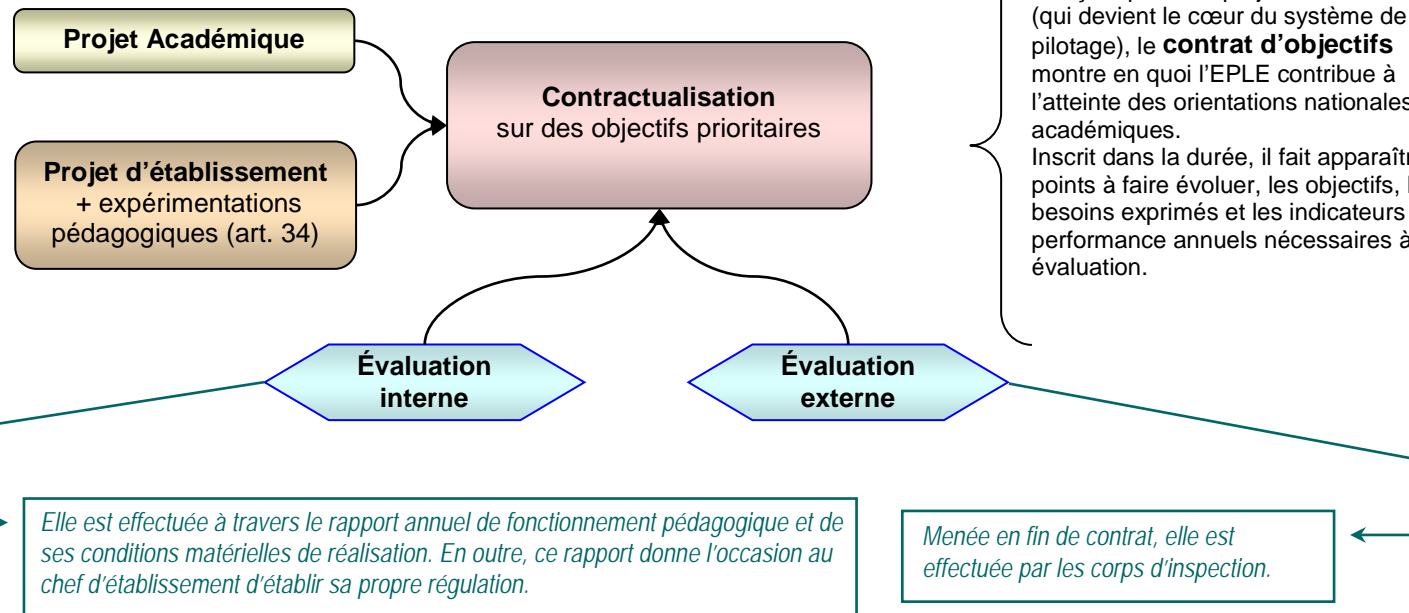 Projet Académique
Projet d'établissement
+ expérimentations
pédagogiques (art. 34)
Contractualisation
sur des objectifs prioritaires
(qui devient le cœur du système de
pilotage), le contrat d'objectifs
montre en quoi l'EPLE contribue à
l'atteinte des orientations nationales
académiques.
Inscrit dans la durée, il fait apparaîtr
points à faire évoluer, les objectifs,
besoins exprimés et les indicateurs
performance annuels nécessaires à
évaluation.
Évaluation
interne
Évaluation
externe
Elle est effectuée à travers le rapport annuel de fonctionnement pédagogique et de
ses conditions matérielles de réalisation. En outre, ce rapport donne l'occasion au
chef d'établissement d'établir sa propre régulation.
Menée en fin de contrat, elle est
effectuée par les corps d'inspection.